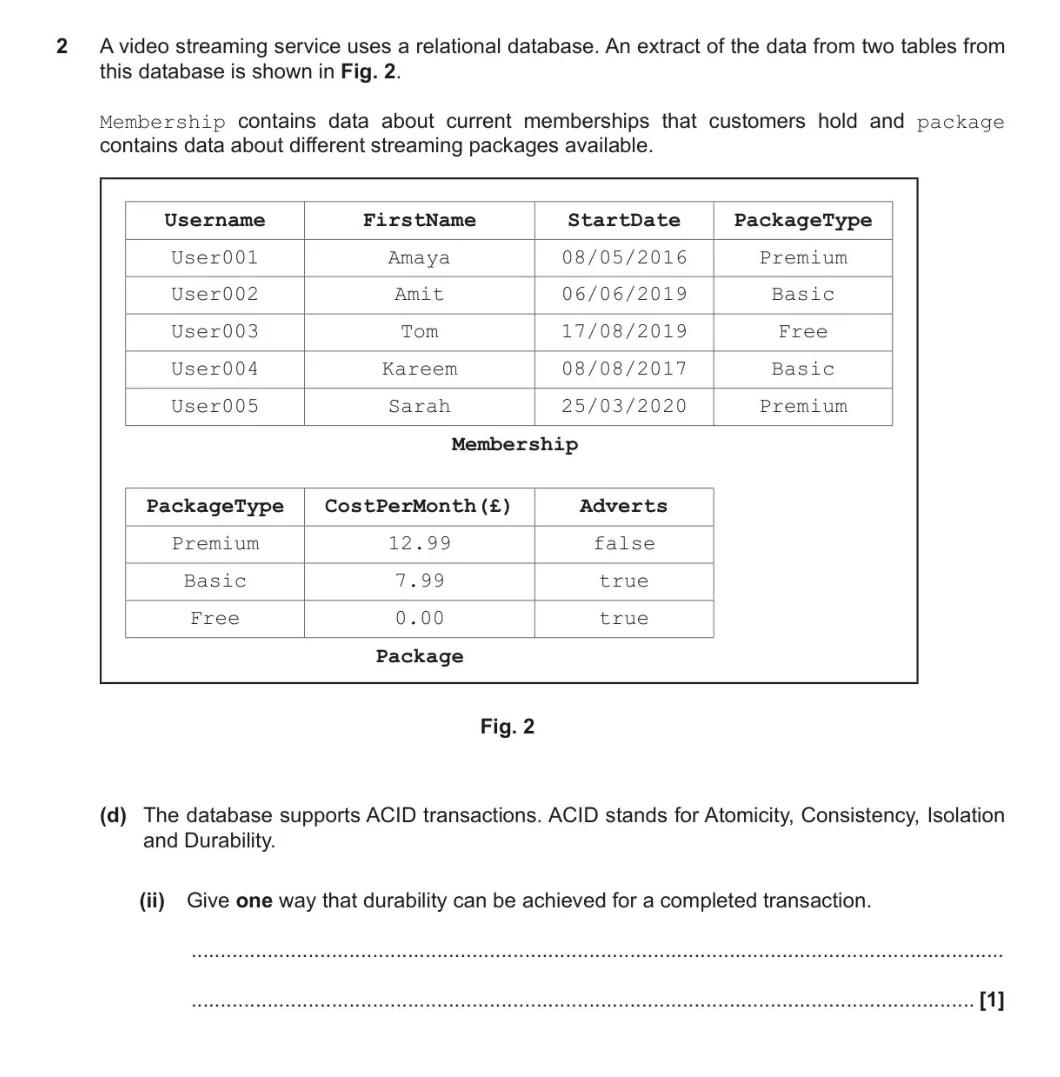 2 A video streaming service uses a relational database. An extract of the data from two tables from
this database is shown in Fig. 2.
Membership contains data about current memberships that customers hold and package
contains data about different streaming packages available.
Username FirstName StartDate PackageType
User001 Amaya 08/05/2016 Premium
User002 Amit 06/06/2019 Basic
User003 Tom 17/08/2019 Free
User004 Kareem 08/08/2017 Basic
User005 Sarah 25/03/2020 Premium
Membership
PackageType CostPerMonth(£) Adverts
Premium 12.99 false
Basic 7.99 true
Free 0.00 true
Package
Fig. 2
(d) The database supports ACID transactions. ACID stands for Atomicity, Consistency, Isolation
and Durability.
(ii) Give one way that durability can be achieved for a completed transaction.
[1]